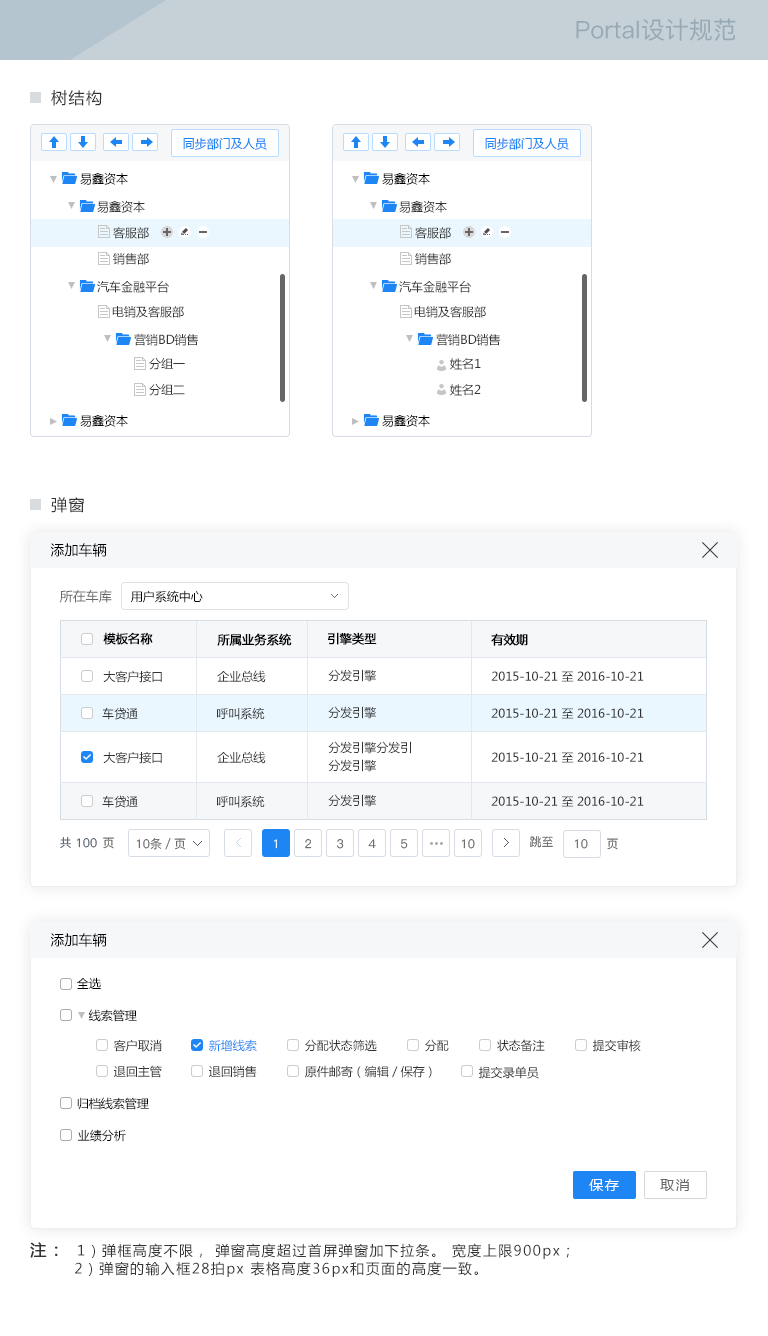 Portal设计规范
树结构
同步部门及人员
易鑫资本
易鑫资本
客服部
销售部
汽车金融平台
电销及客服部
营销BD销售
分组一
分组二
易鑫资本
同步部门及人员
易鑫资本
易鑫资本
客服部
销售部
汽车金融平台
电销及客服部
营销BD销售
姓名1
姓名2
易鑫资本
弹窗
添加车辆
所在车库 用户系统中心
模板名称 所属业务系统 引擎类型 有效期
大客户接口 企业总线 分发引擎 2015-10-21 至 2016-10-21
车贷通 呼叫系统 分发引擎 2015-10-21 至 2016-10-21
大客户接口 企业总线 分发引擎分发引 2015-10-21 至 2016-10-21
分发引擎
车贷通 呼叫系统 分发引擎 2015-10-21 至 2016-10-21
共 100 页 10条 / 页 1 2 3 4 5 ••• 10 跳至 10 页
添加车辆
全选
线索管理
客户取消 新增线索 分配状态筛选 分配 状态备注 提交审核
退回主管 退回销售 原件邮寄（编辑 / 保存） 提交录单员
归档线索管理
业绩分析
保存 取消
注： 1）弹框高度不限， 弹窗高度超过首屏弹窗加下拉条。 宽度上限900px；
2）弹窗的输入框28拍px 表格高度36px和页面的高度一致。